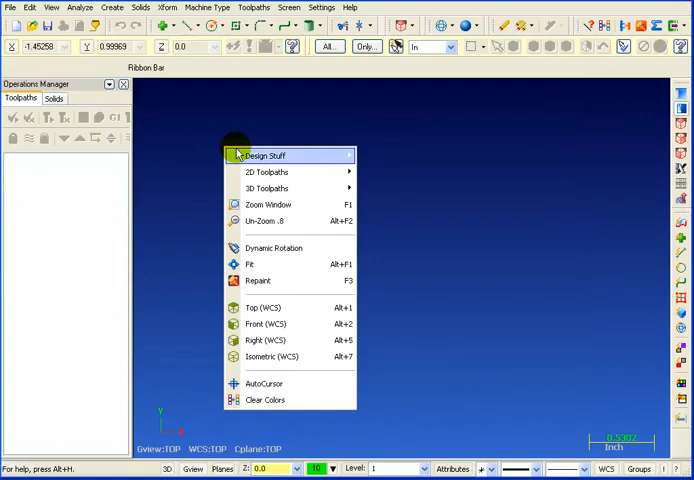 File Edit View Analyze Create Solids XForm Machine Type Toolpaths Screen Settings Help
X -1.45258 Y 0.99969 Z 0.0 All... Only... In
Ribbon Bar
Operations Manager
Toolpaths Solids
G1
Design Stuff
2D Toolpaths
3D Toolpaths
Zoom Window F1
Un-Zoom .8 Alt+F2
Dynamic Rotation
Fit Alt+F1
Repaint F3
Top (WCS) Alt+1
Front (WCS) Alt+2
Right (WCS) Alt+5
Isometric (WCS) Alt+7
AutoCursor
Clear Colors
Y
X
0.5302
Inch
Gview:TOP WCS:TOP Cplane:TOP
For help, press Alt+H. 3D Gview Planes Z: 0.0 10 Level: 1 Attributes WCS Groups ! ?